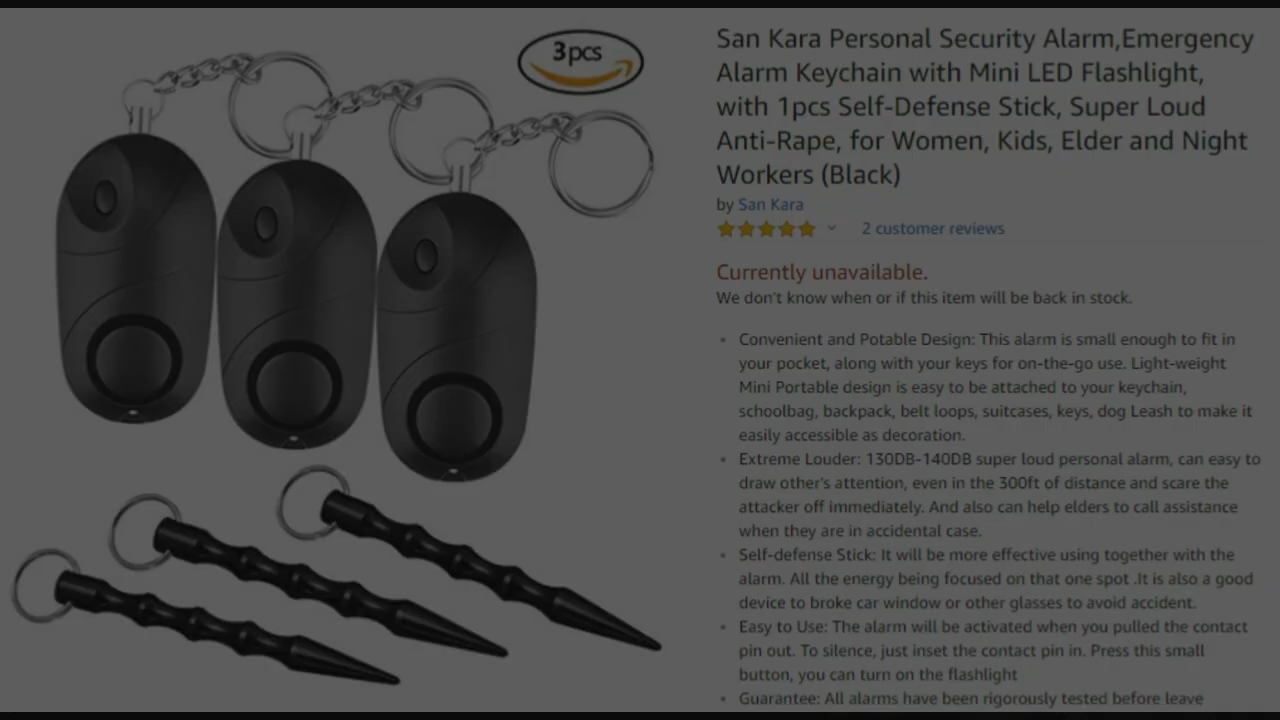 3pcs
San Kara Personal Security Alarm,Emergency
Alarm Keychain with Mini LED Flashlight,
with 1pcs Self-Defense Stick, Super Loud
Anti-Rape, for Women, Kids, Elder and Night
Workers (Black)
by San Kara
2 customer reviews
Currently unavailable.
We don't know when or if this item will be back in stock.
• Convenient and Potable Design: This alarm is small enough to fit in
your pocket, along with your keys for on-the-go use. Light-weight
Mini Portable design is easy to be attached to your keychain,
schoolbag, backpack, belt loops, suitcases, keys, dog Leash to make it
easily accessible as decoration.
• Extreme Louder: 130DB-140DB super loud personal alarm, can easy to
draw other's attention, even in the 300ft of distance and scare the
attacker off immediately. And also can help elders to call assistance
when they are in accidental case.
• Self-defense Stick: It will be more effective using together with the
alarm. All the energy being focused on that one spot .It is also a good
device to broke car window or other glasses to avoid accident.
• Easy to Use: The alarm will be activated when you pulled the contact
pin out. To silence, just inset the contact pin in. Press this small
button, you can turn on the flashlight
• Guarantee: All alarms have been rigorously tested before leave